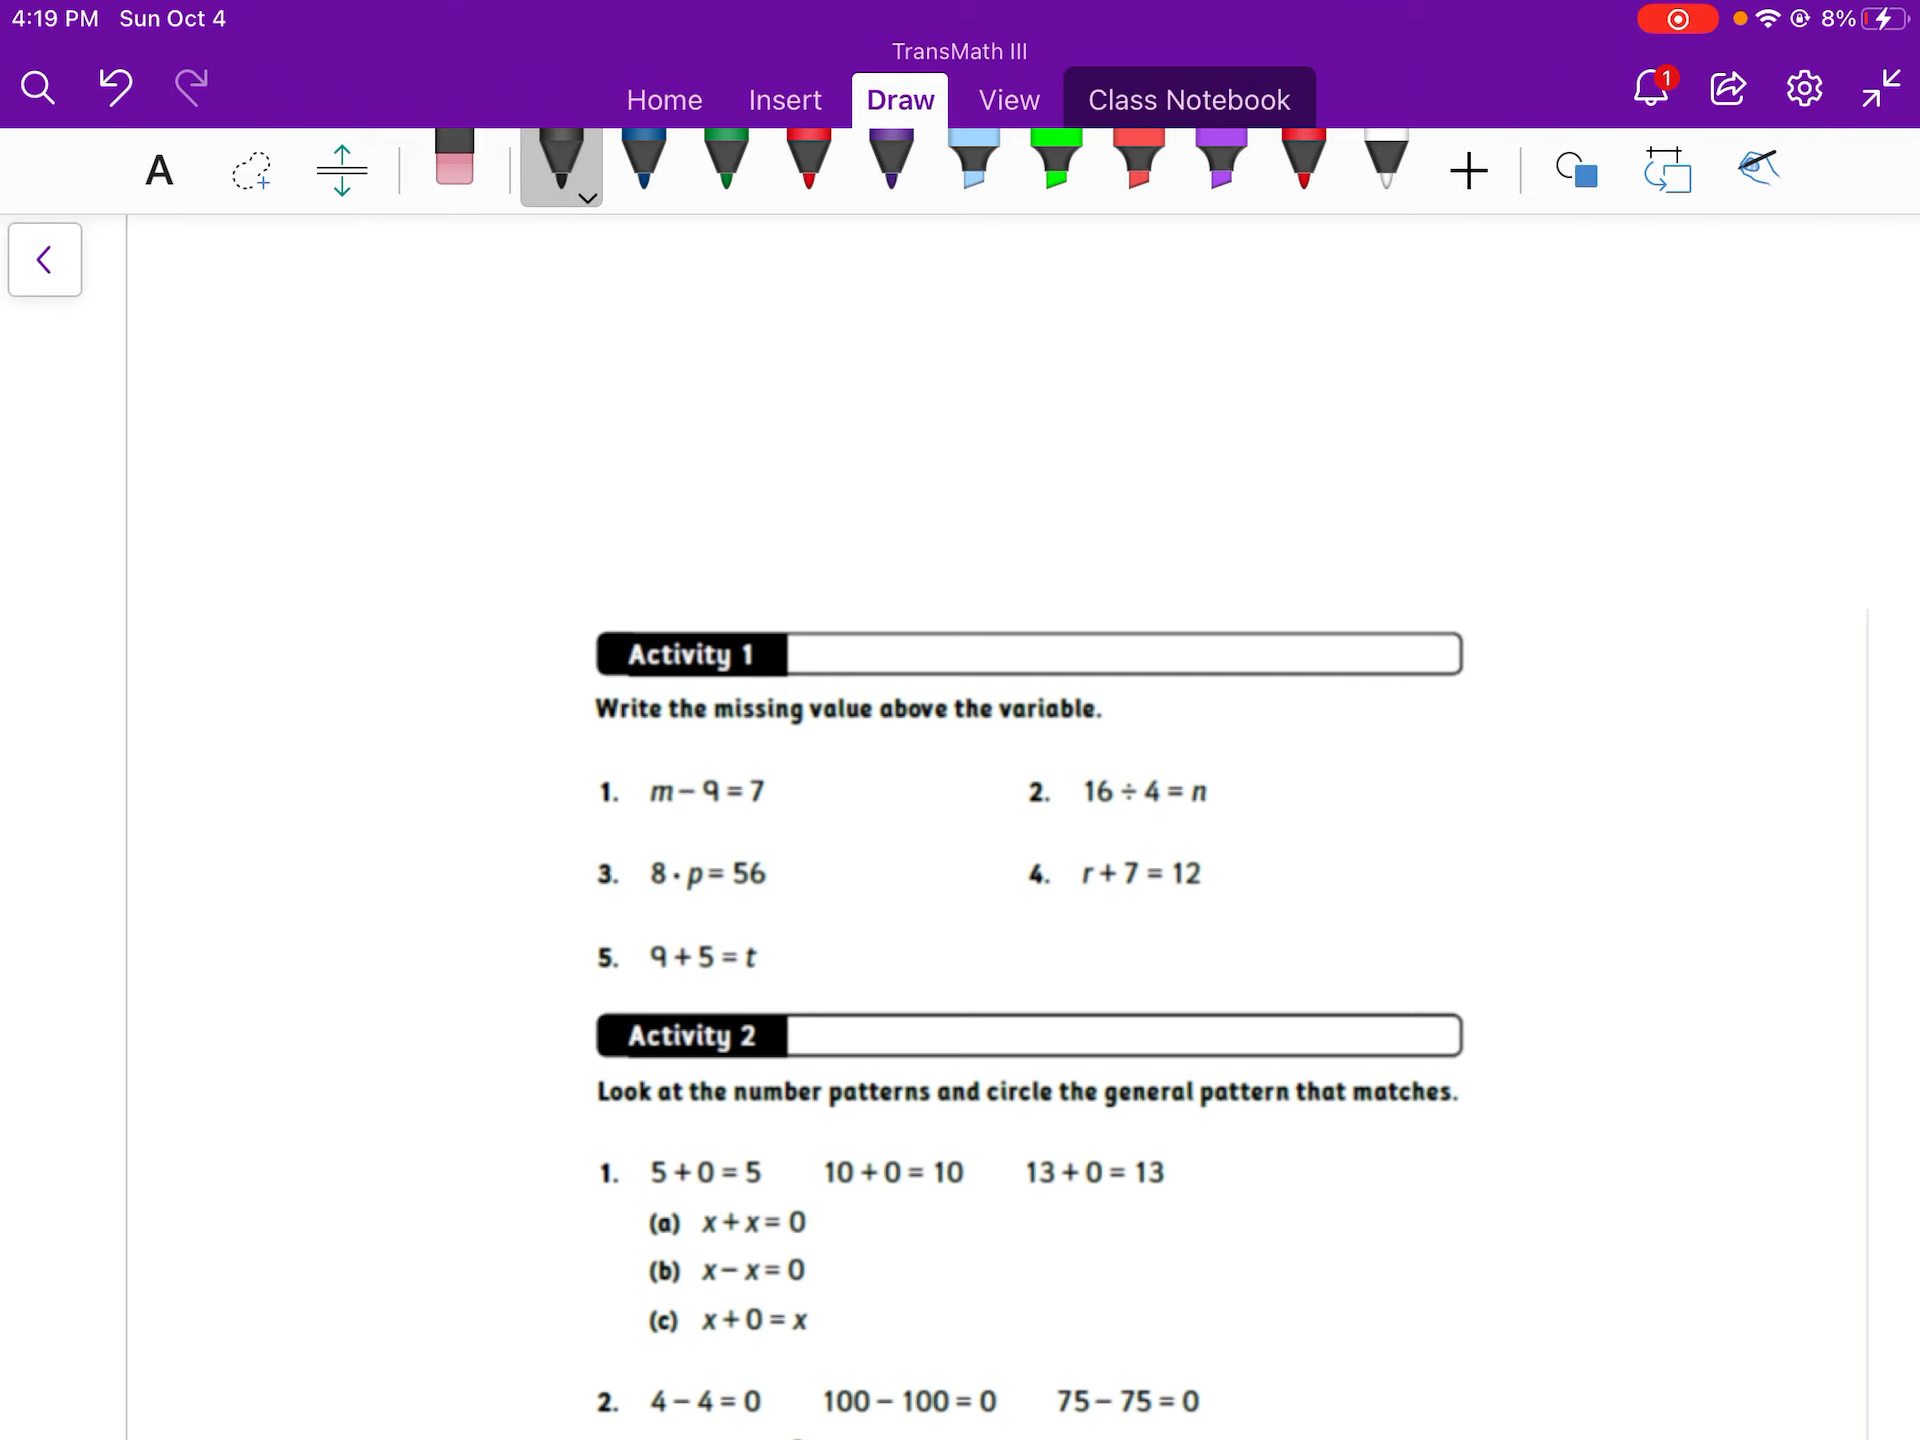 4:19 PM Sun Oct 4
8%
TransMath III
1
Home Insert Draw View Class Notebook
A
Activity 1
Write the missing value above the variable.
1. m − 9 = 7
2. 16 ÷ 4 = n
3. 8 · p = 56
4. r + 7 = 12
5. 9 + 5 = t
Activity 2
Look at the number patterns and circle the general pattern that matches.
1. 5 + 0 = 5 10 + 0 = 10 13 + 0 = 13
(a) x + x = 0
(b) x − x = 0
(c) x + 0 = x
2. 4 − 4 = 0 100 − 100 = 0 75 − 75 = 0